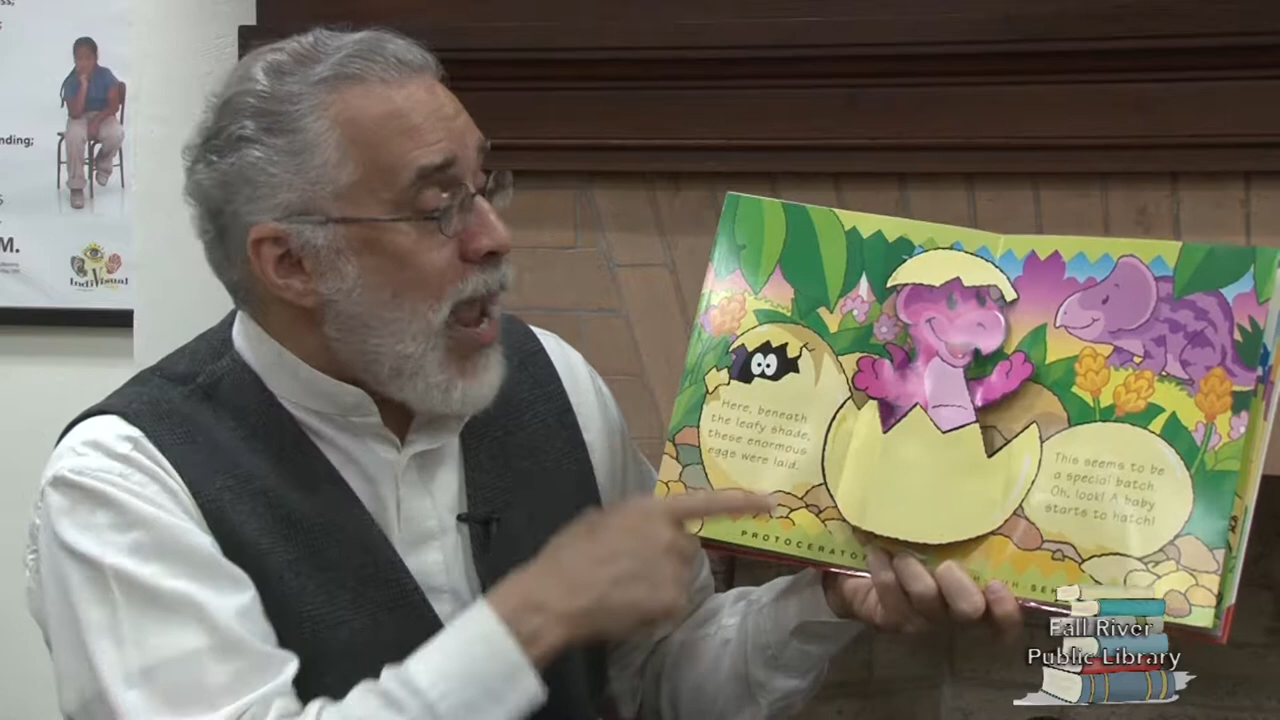 nding;
M.
IndiVisual
Here, beneath
the leafy shade,
these enormous
eggs were laid.
This seems to be
a special batch.
Oh, look! A baby
starts to hatch!
PROTOCERATO
Fall River
Public Library